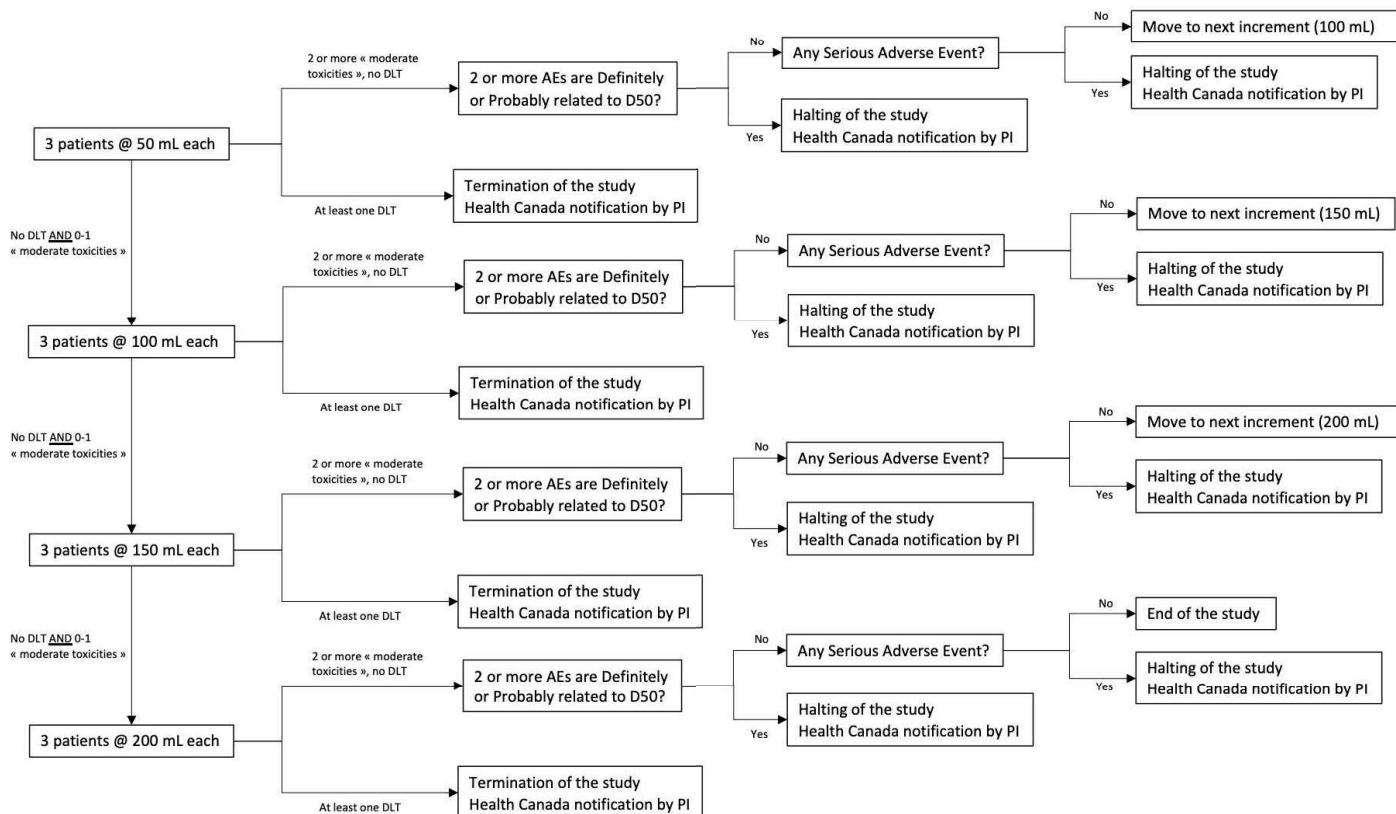 2 or more « moderate
toxicities », no DLT
2 or more AEs are Definitely
or Probably related to D50?
No
Any Serious Adverse Event?
No
Move to next increment (100 mL)
Yes
Halting of the study
Health Canada notification by PI
Yes
Halting of the study
Health Canada notification by PI
3 patients @ 50 mL each
At least one DLT
Termination of the study
Health Canada notification by PI
No DLT AND 0-1
« moderate toxicities »
2 or more « moderate
toxicities », no DLT
2 or more AEs are Definitely
or Probably related to D50?
No
Any Serious Adverse Event?
No
Move to next increment (150 mL)
Yes
Halting of the study
Health Canada notification by PI
Yes
Halting of the study
Health Canada notification by PI
3 patients @ 100 mL each
At least one DLT
Termination of the study
Health Canada notification by PI
No DLT AND 0-1
« moderate toxicities »
2 or more « moderate
toxicities », no DLT
2 or more AEs are Definitely
or Probably related to D50?
No
Any Serious Adverse Event?
No
Move to next increment (200 mL)
Yes
Halting of the study
Health Canada notification by PI
Yes
Halting of the study
Health Canada notification by PI
3 patients @ 150 mL each
At least one DLT
Termination of the study
Health Canada notification by PI
No DLT AND 0-1
« moderate toxicities »
2 or more « moderate
toxicities », no DLT
2 or more AEs are Definitely
or Probably related to D50?
No
Any Serious Adverse Event?
No
End of the study
Yes
Halting of the study
Health Canada notification by PI
Yes
Halting of the study
Health Canada notification by PI
3 patients @ 200 mL each
At least one DLT
Termination of the study
Health Canada notification by PI